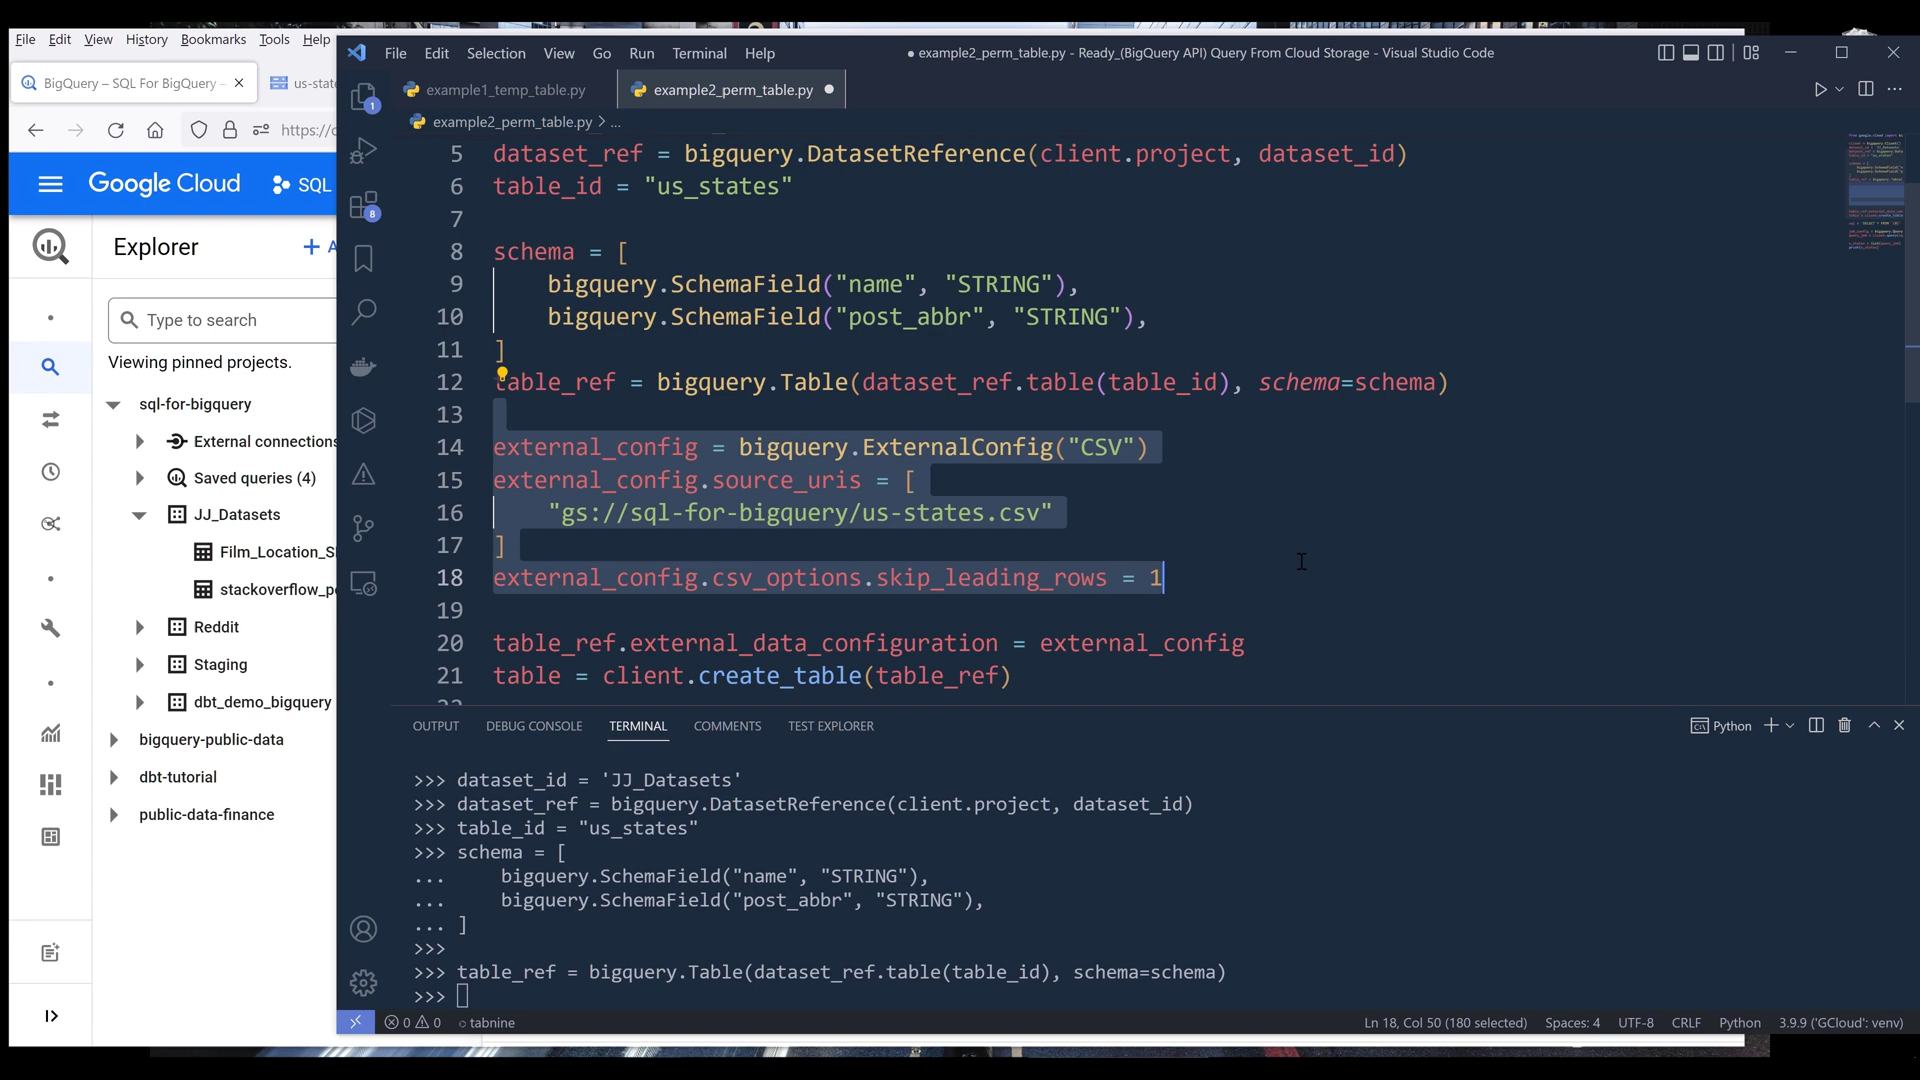 File Edit View History Bookmarks Tools Help
BigQuery – SQL For BigQuery –
us-state
https://c
Google Cloud
SQL
Explorer
+ A
Type to search
Viewing pinned projects.
sql-for-bigquery
External connections
Saved queries (4)
JJ_Datasets
Film_Location_S
stackoverflow_p
Reddit
Staging
dbt_demo_bigquery
bigquery-public-data
dbt-tutorial
public-data-finance
File Edit Selection View Go Run Terminal Help
● example2_perm_table.py - Ready_(BigQuery API) Query From Cloud Storage - Visual Studio Code
example1_temp_table.py
example2_perm_table.py ●
example2_perm_table.py > ...
1
8
5 dataset_ref = bigquery.DatasetReference(client.project, dataset_id)
6 table_id = "us_states"
7
8 schema = [
9     bigquery.SchemaField("name", "STRING"),
10     bigquery.SchemaField("post_abbr", "STRING"),
11 ]
12 table_ref = bigquery.Table(dataset_ref.table(table_id), schema=schema)
13
14 external_config = bigquery.ExternalConfig("CSV")
15 external_config.source_uris = [
16     "gs://sql-for-bigquery/us-states.csv"
17 ]
18 external_config.csv_options.skip_leading_rows = 1
19
20 table_ref.external_data_configuration = external_config
21 table = client.create_table(table_ref)
OUTPUT DEBUG CONSOLE TERMINAL COMMENTS TEST EXPLORER
Python
>>> dataset_id = 'JJ_Datasets'
>>> dataset_ref = bigquery.DatasetReference(client.project, dataset_id)
>>> table_id = "us_states"
>>> schema = [
...     bigquery.SchemaField("name", "STRING"),
...     bigquery.SchemaField("post_abbr", "STRING"),
... ]
>>>
>>> table_ref = bigquery.Table(dataset_ref.table(table_id), schema=schema)
>>>
0 0 tabnine
Ln 18, Col 50 (180 selected) Spaces: 4 UTF-8 CRLF Python 3.9.9 ('GCloud': venv)